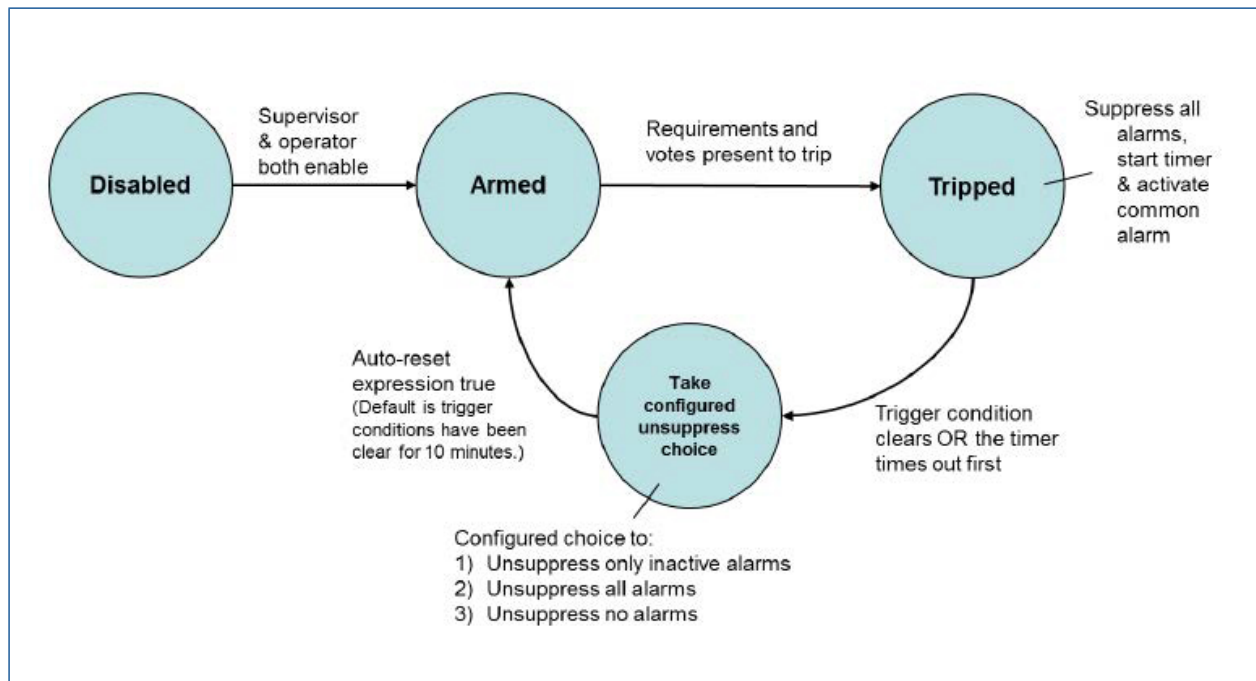 Disabled
Supervisor
& operator
both enable
Armed
Requirements and
votes present to trip
Tripped
Suppress all
alarms,
start timer
& activate
common
alarm
Trigger condition
clears OR the timer
times out first
Take
configured
unsuppress
choice
Configured choice to:
1) Unsuppress only inactive alarms
2) Unsuppress all alarms
3) Unsuppress no alarms
Auto-reset
expression true
(Default is trigger
conditions have been
clear for 10 minutes.)